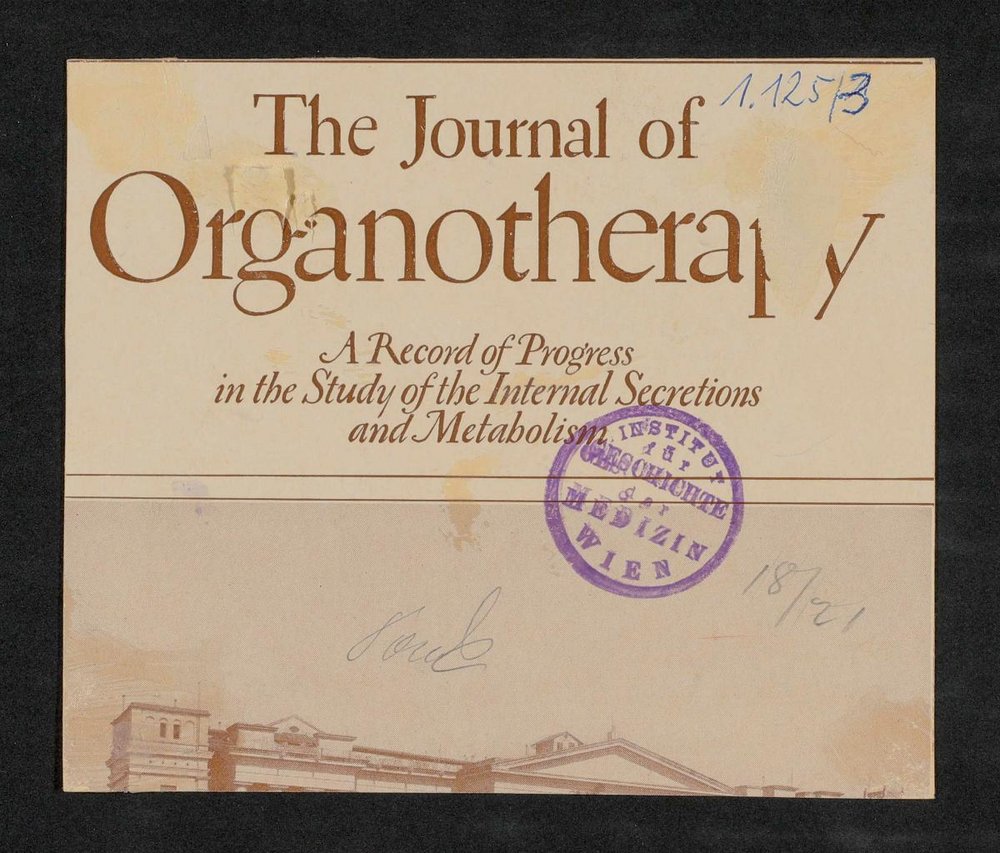 1.125/3
The Journal of
Organotherapy
A Record of Progress
in the Study of the Internal Secretions
and Metabolism
INSTITUT
für
GESCHICHTE
der
MEDIZIN
WIEN
18/21